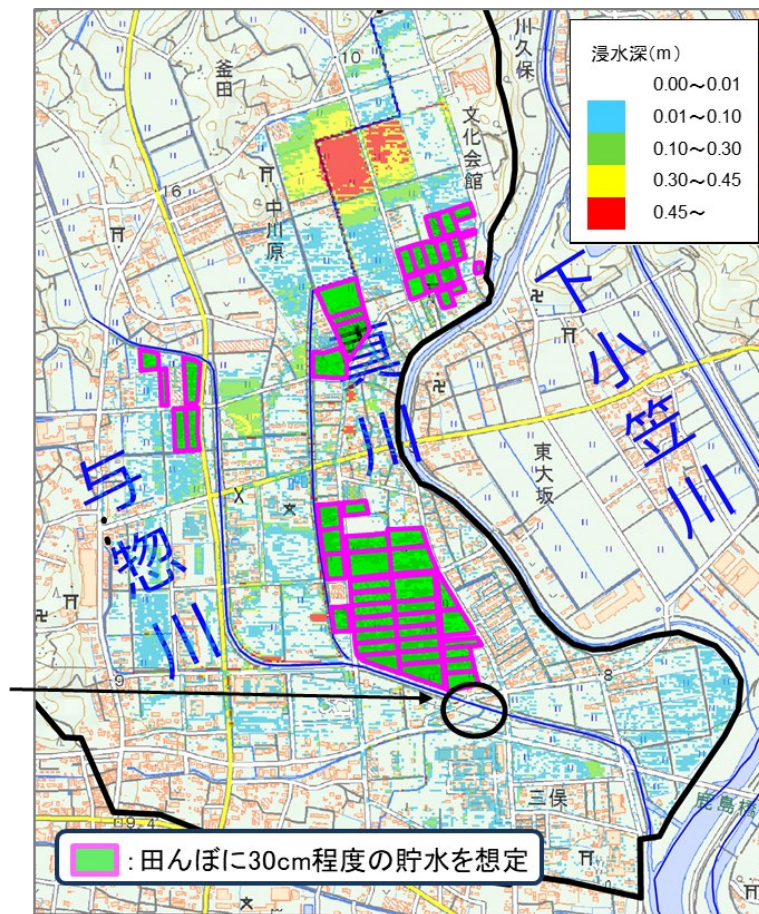 浸水深(m)
0.00～0.01
0.01～0.10
0.10～0.30
0.30～0.45
0.45～
川久保
釜田
10
文化会館
16
中川原
真川
下小笠川
東大坂
与惣川
9
8
三保
鹿島橋
9.4
:田んぼに30cm程度の貯水を想定